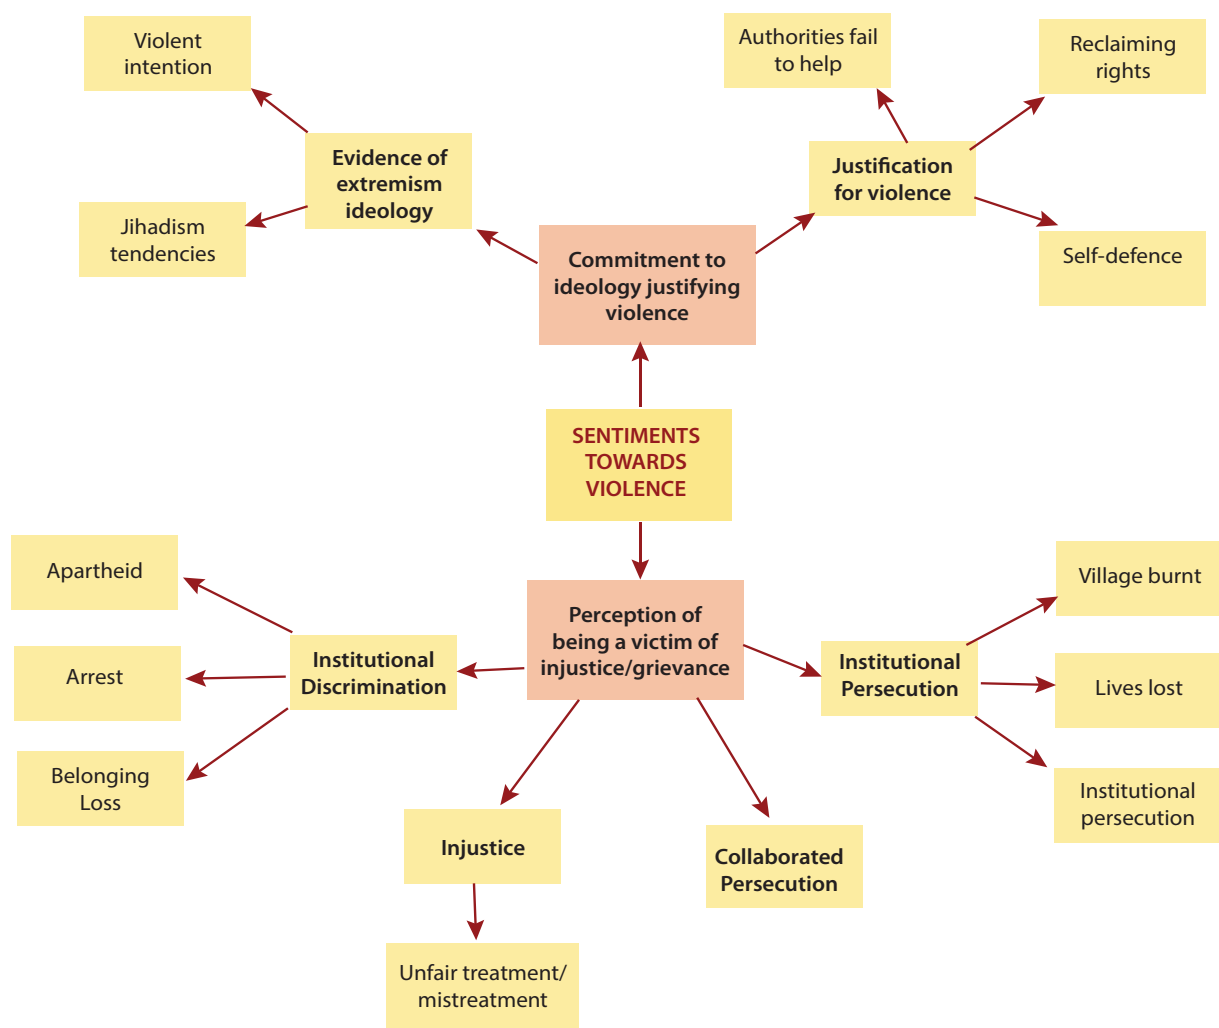 Violent
intention
Authorities fail
to help
Reclaiming
rights
Evidence of
extremism
ideology
Justification
for violence
Jihadism
tendencies
Self-defence
Commitment to
ideology justifying
violence
SENTIMENTS
TOWARDS
VIOLENCE
Apartheid
Village burnt
Perception of
being a victim of
injustice/grievance
Institutional
Discrimination
Institutional
Persecution
Arrest
Lives lost
Belonging
Loss
Institutional
persecution
Injustice
Collaborated
Persecution
Unfair treatment/
mistreatment